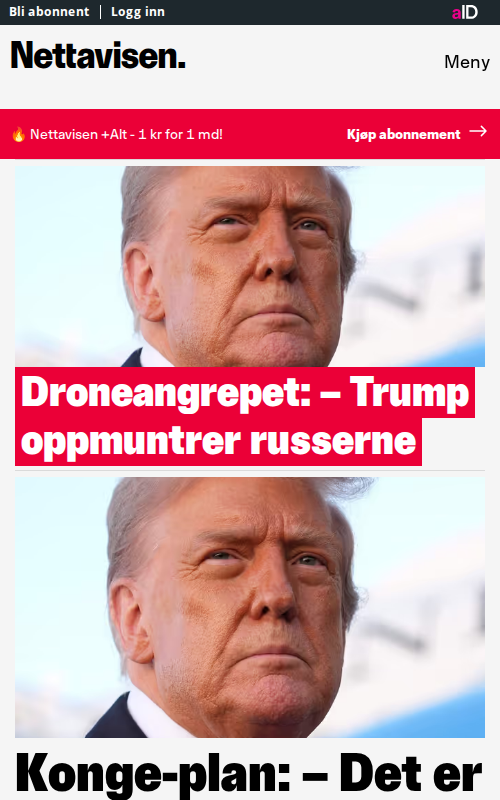 Bli abonnent | Logg inn
aID
Nettavisen.
Meny
🔥 Nettavisen +Alt - 1 kr for 1 md!
Kjøp abonnement →
Droneangrepet: – Trump
oppmuntrer russerne
Konge-plan: – Det er